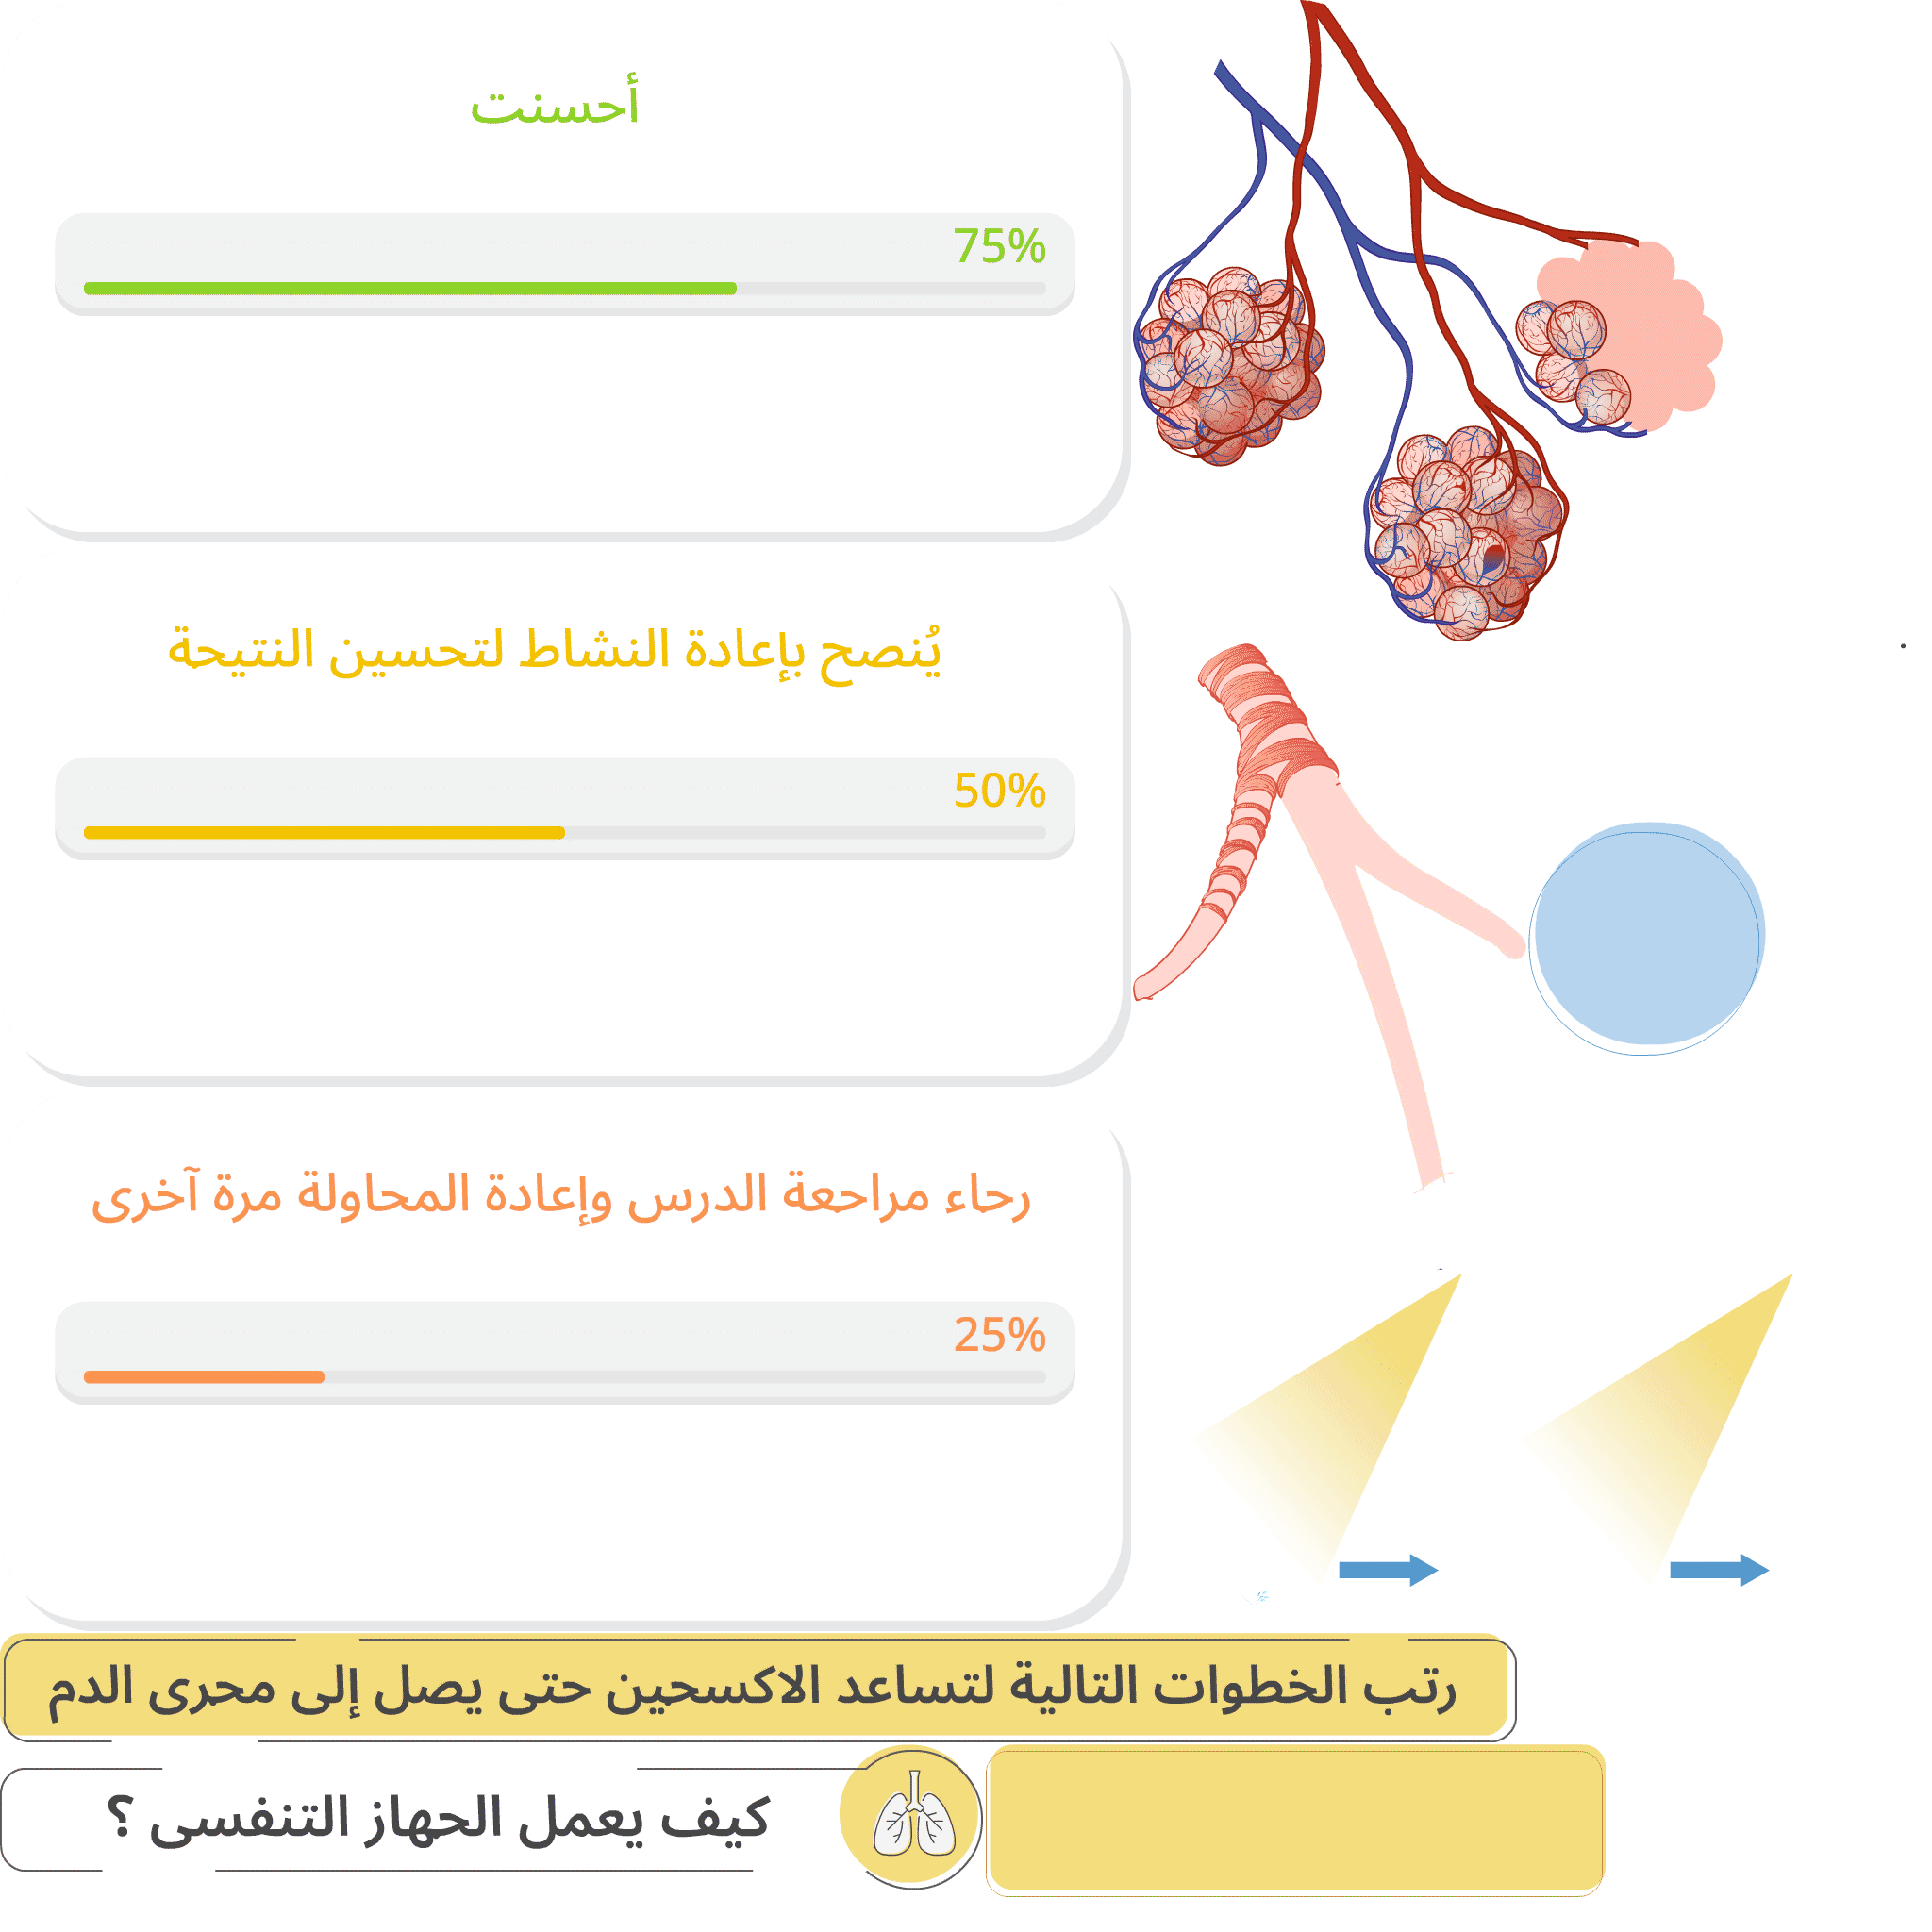 أحسنت
75%
يُنصح بإعادة النشاط لتحسين النتيجة
50%
رجاء مراجعة الدرس وإعادة المحاولة مرة آخرى
25%
رتب الخطوات التالية لتساعد الاكسجين حتى يصل إلى مجرى الدم
كيف يعمل الجهاز التنفسي ؟